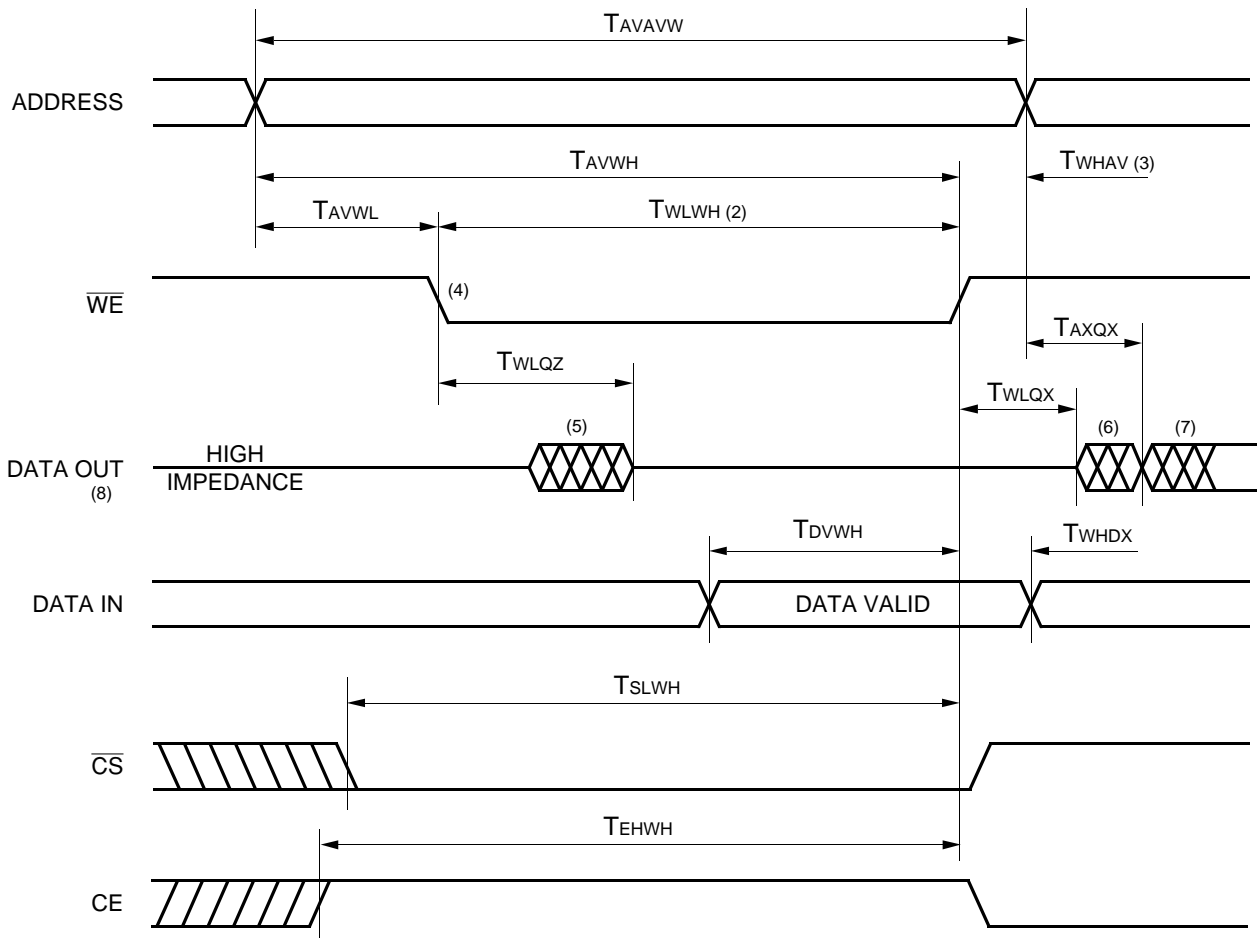 TAVAVW
ADDRESS
TAVWH
TWHAV (3)
TAVWL
TWLWH (2)
WE
(4)
TAXQX
TWLQZ
TWLQX
(5)
(6)
(7)
DATA OUT
(8)
HIGH
IMPEDANCE
TDVWH
TWHDX
DATA IN
DATA VALID
TSLWH
CS
TEHWH
CE